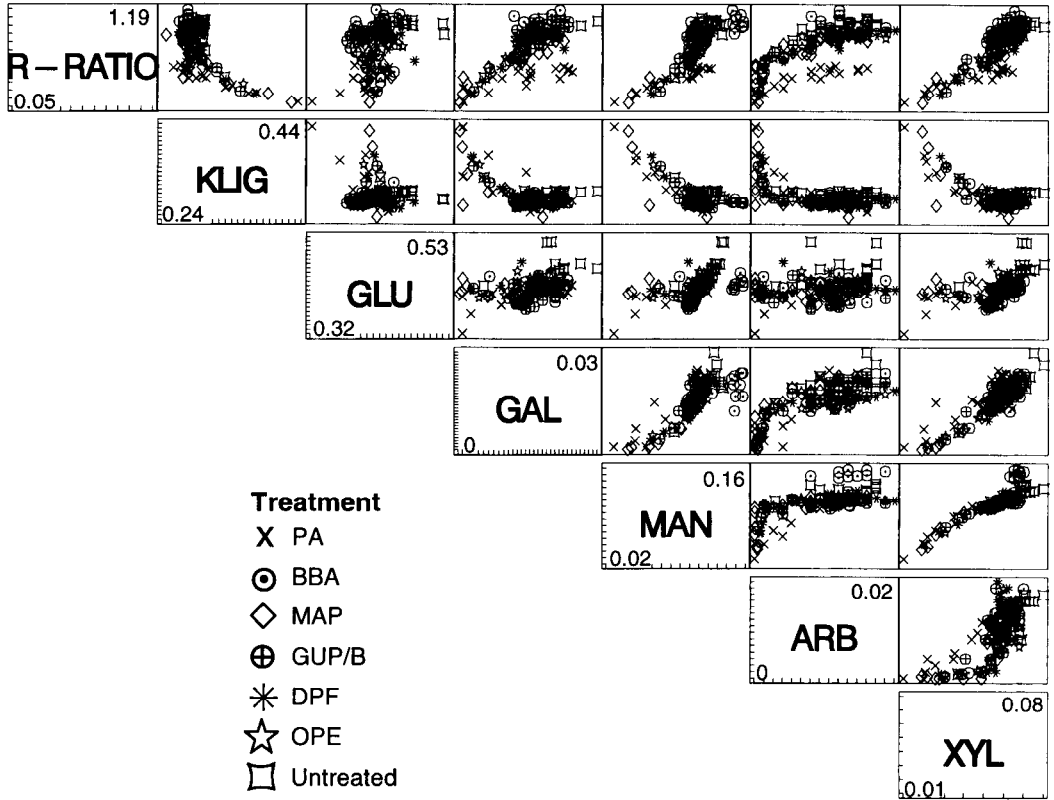 1.19
R – RATIO
0.05
0.44
KLIG
0.24
0.53
GLU
0.32
0.03
GAL
0
0.16
MAN
0.02
0.02
ARB
0
0.08
XYL
0.01
Treatment
PA
BBA
MAP
GUP/B
DPF
OPE
Untreated